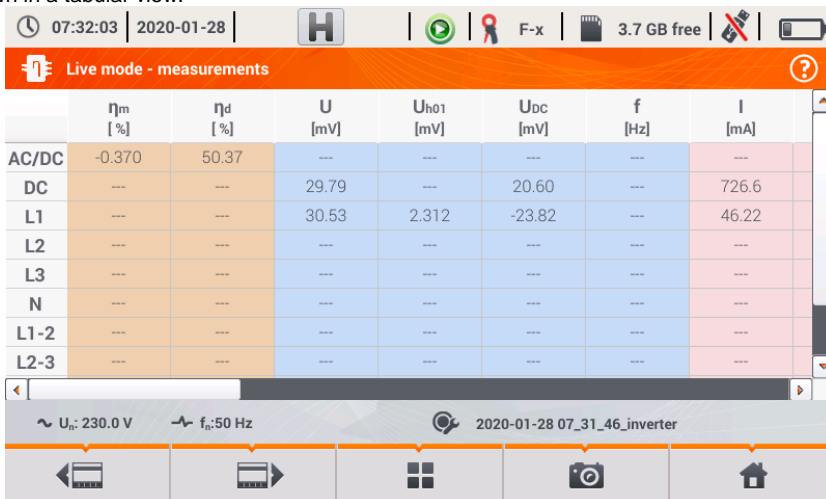 07:32:03 2020-01-28 H F-x 3.7 GB free
Live mode - measurements ?
ηm ηd U Uh01 UDC f I
[ %] [ %] [mV] [mV] [mV] [Hz] [mA]
AC/DC -0.370 50.37 --- --- --- --- ---
DC --- --- 29.79 --- 20.60 --- 726.6
L1 --- --- 30.53 2.312 -23.82 --- 46.22
L2 --- --- --- --- --- --- ---
L3 --- --- --- --- --- --- ---
N --- --- --- --- --- --- ---
L1-2 --- --- --- --- --- --- ---
L2-3 --- --- --- --- --- --- ---
Un: 230.0 V fn:50 Hz 2020-01-28 07_31_46_inverter